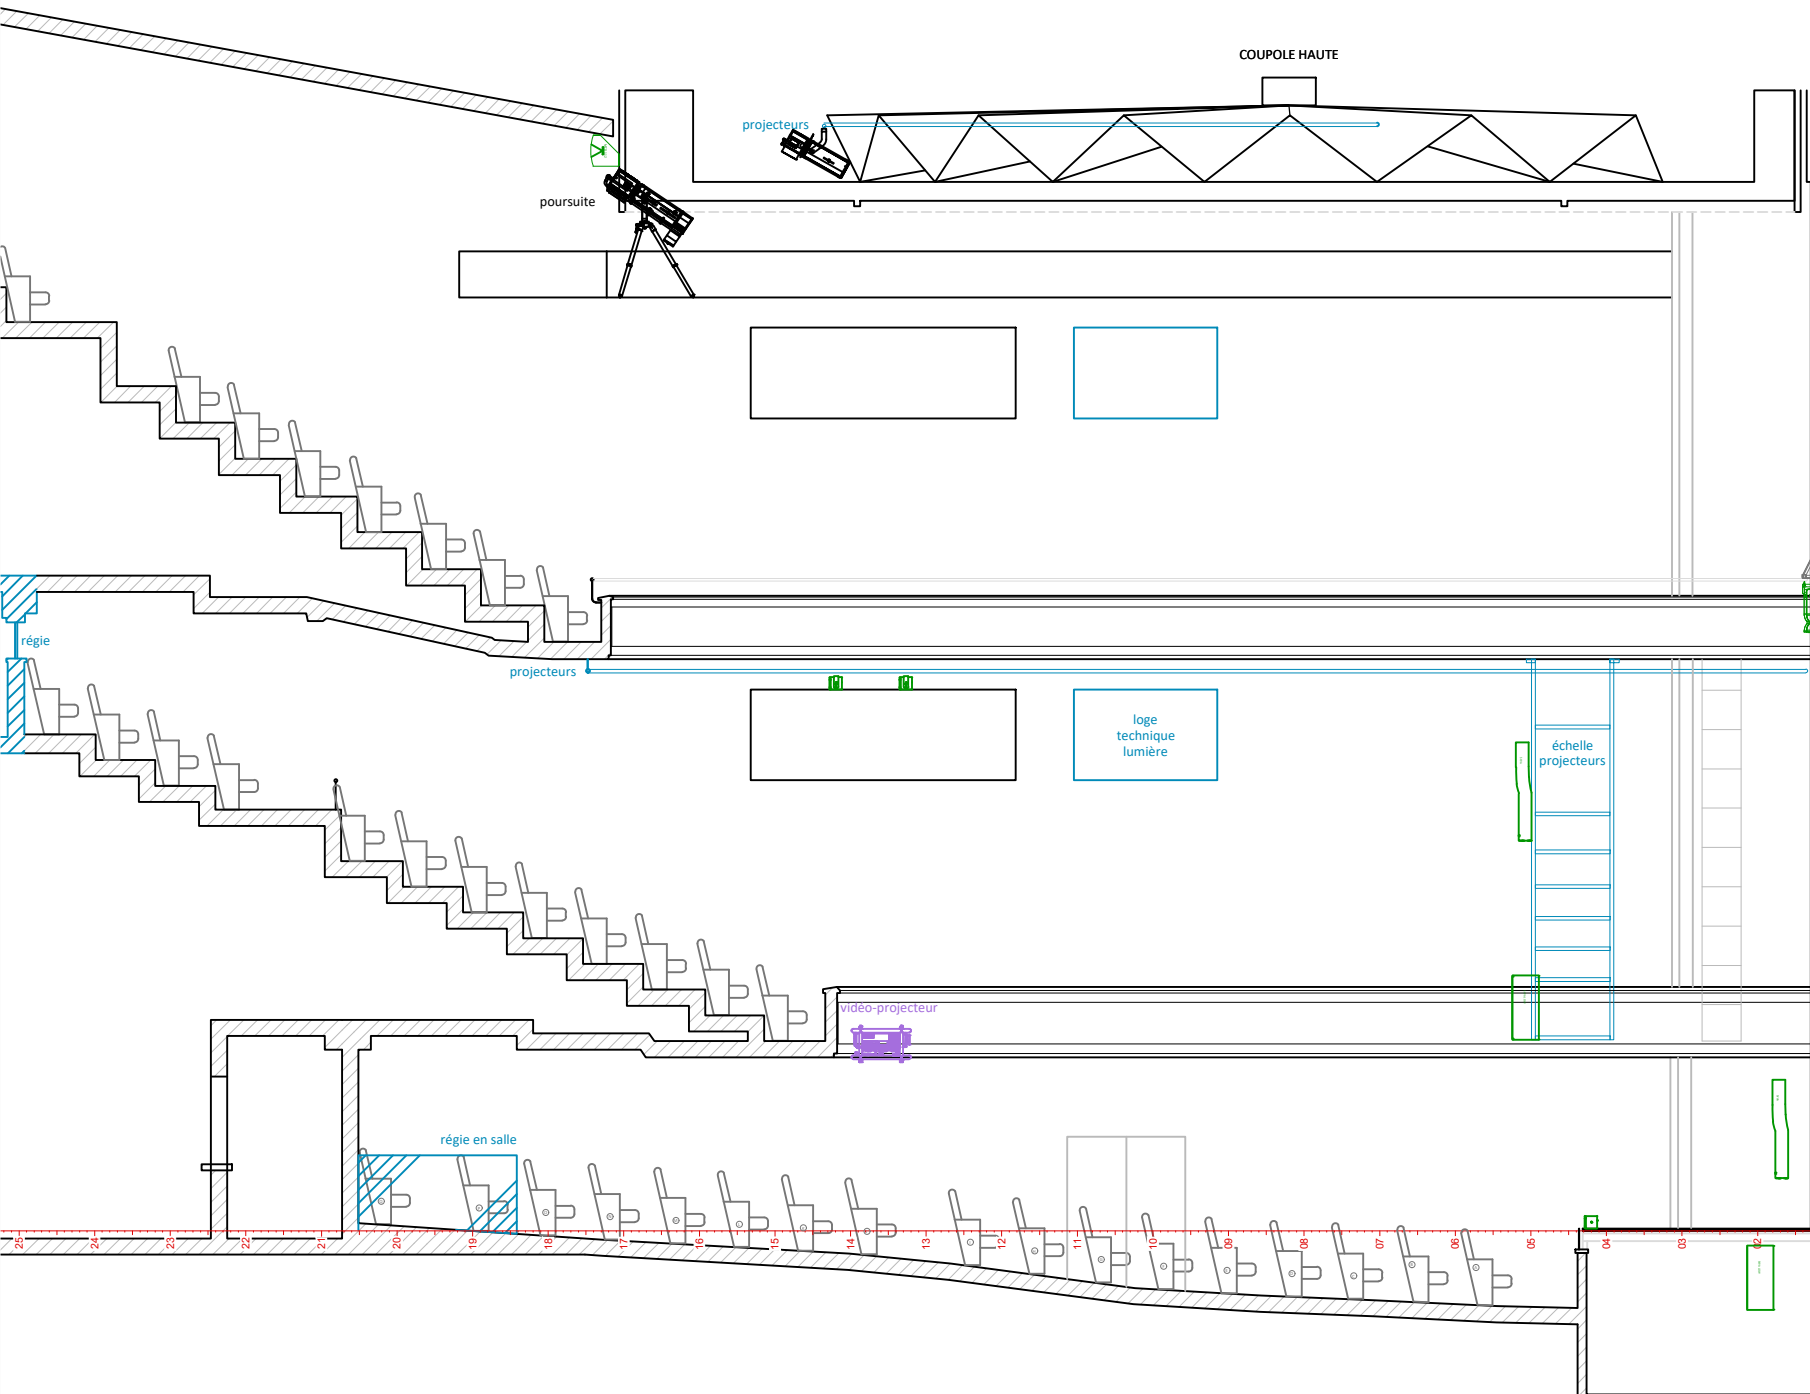 COUPOLE HAUTE
projecteurs
poursuite
régie
projecteurs
loge
technique
lumière
échelle
projecteurs
vidéo-projecteur
régie en salle
25 24 23 22 21 20 19 18 17 16 15 14 13 12 11 10 09 08 07 06 05 04 03 02